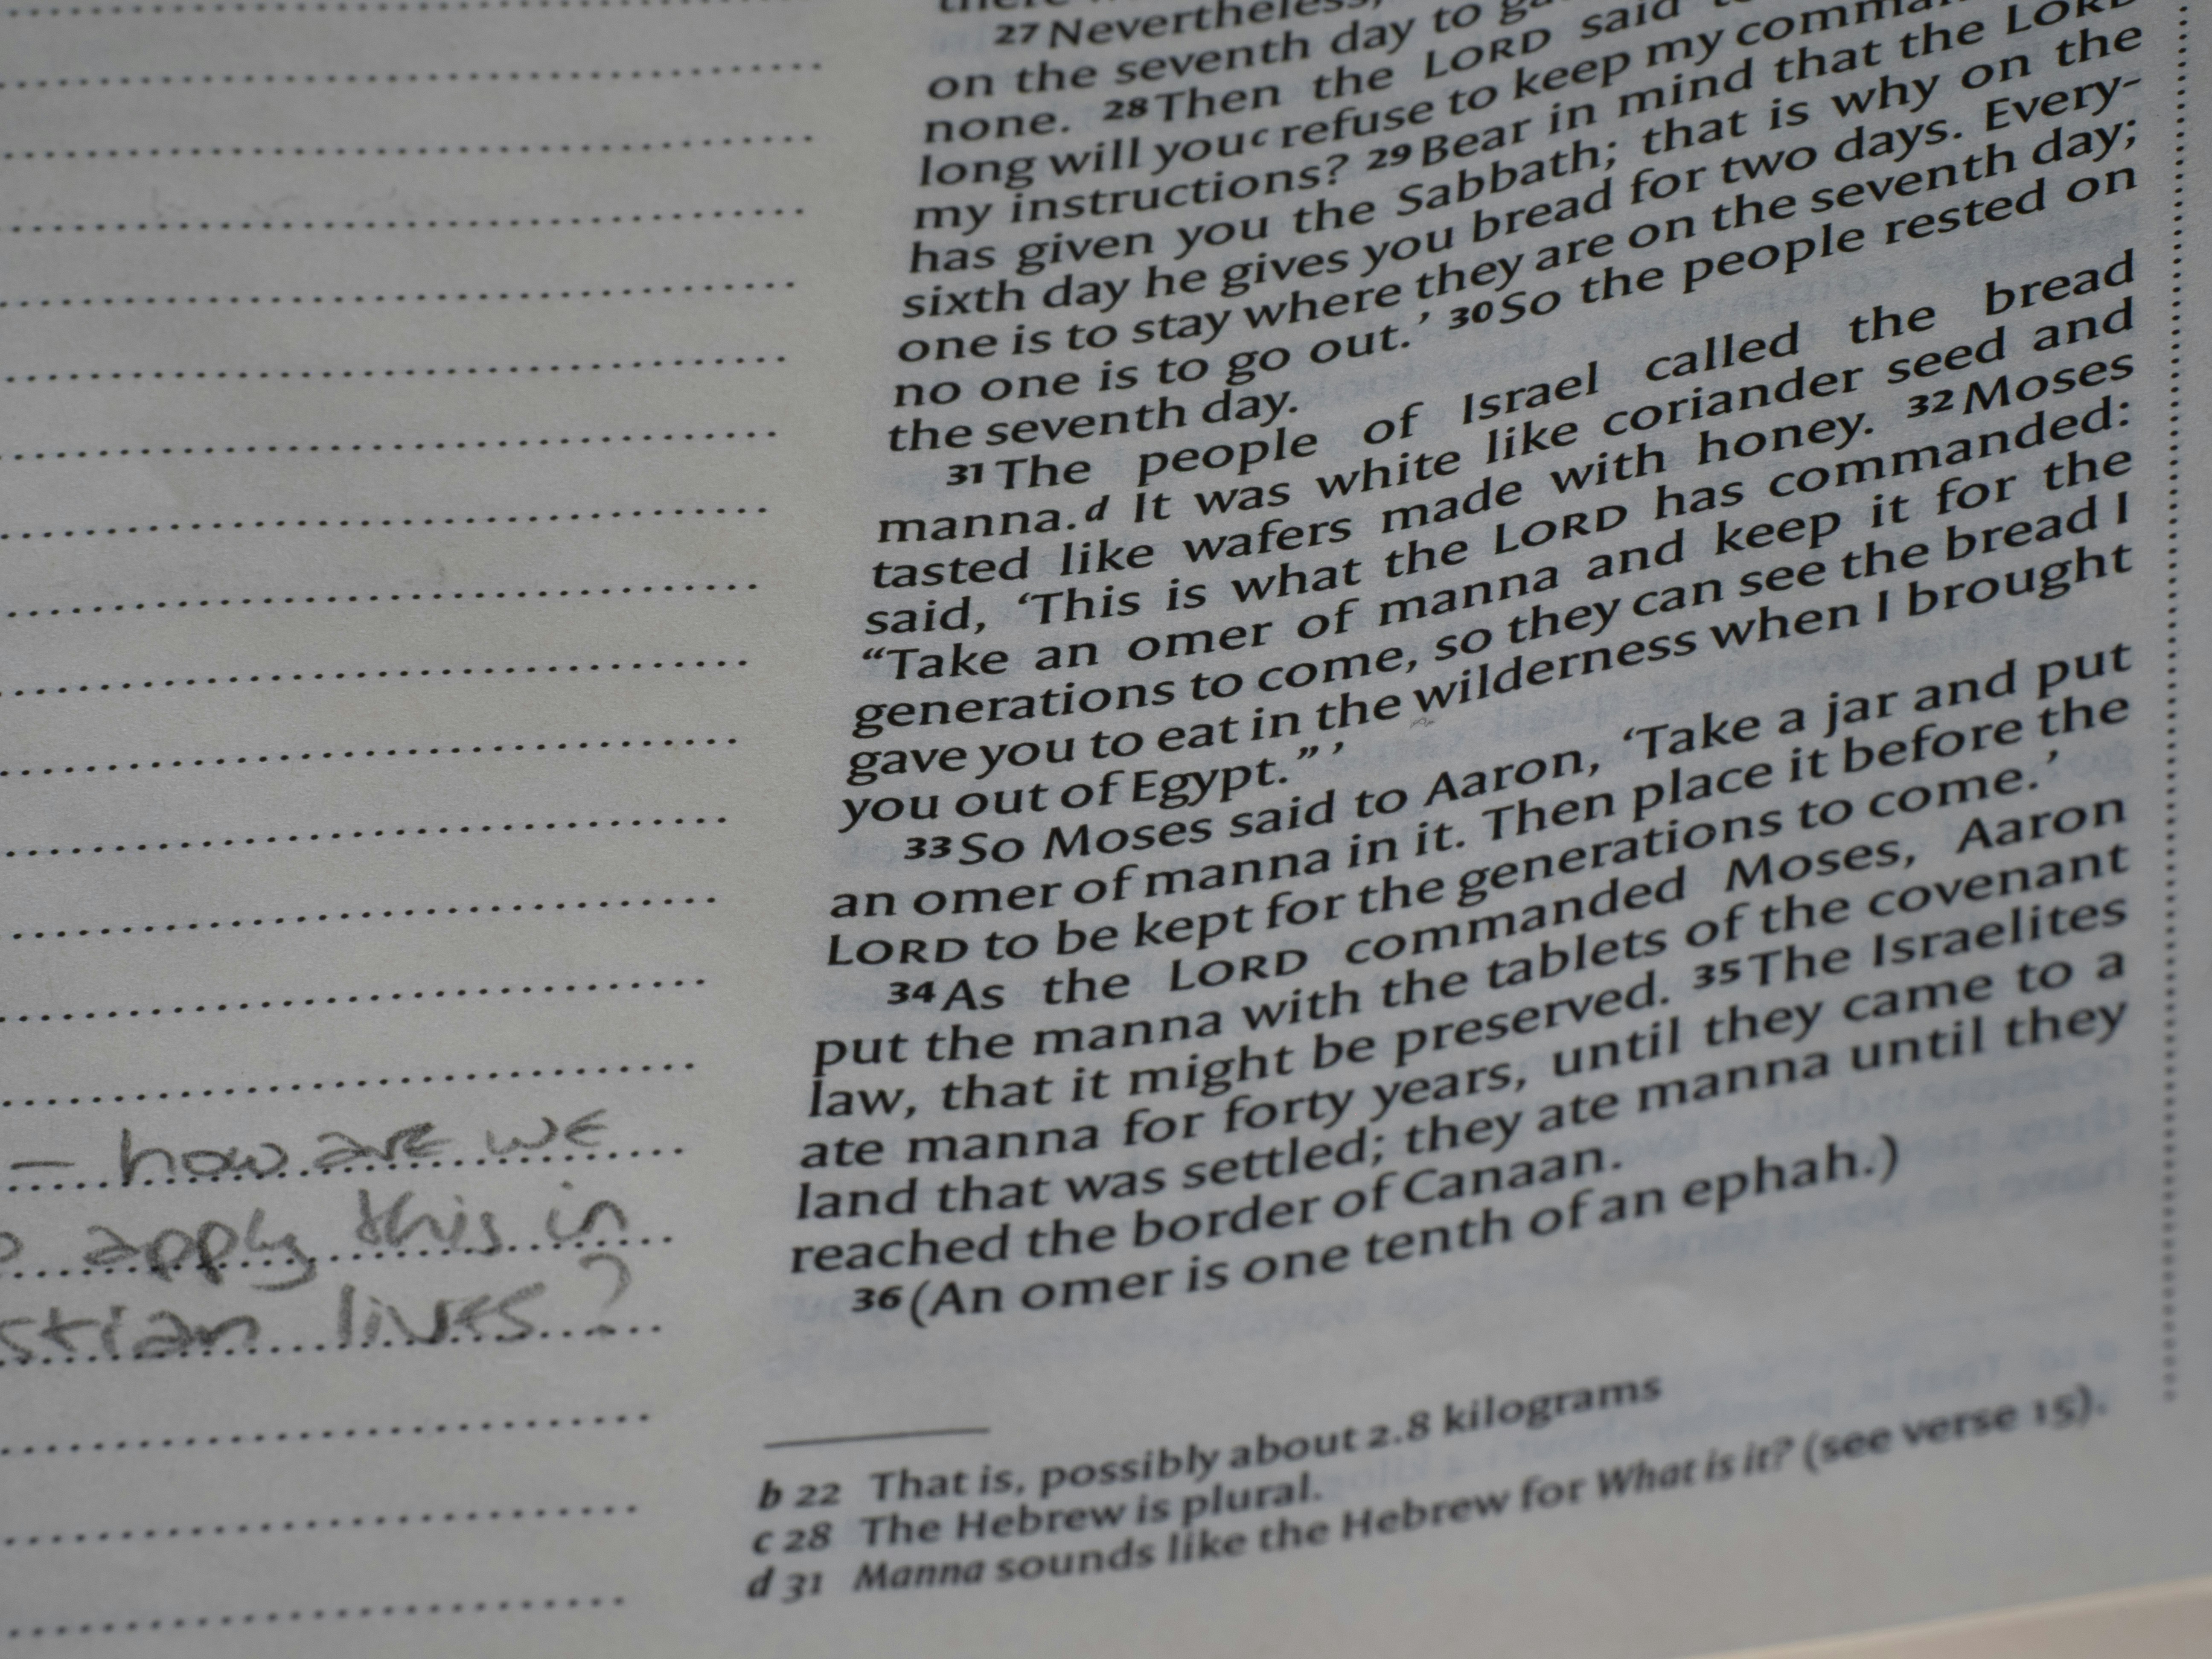 27 Nevertheless,
on the seventh day to
none. 28 Then the LORD said
long will you c refuse to keep my
my instructions? 29 Bear in mind that the LORD
has given you the Sabbath; that is why on the
sixth day he gives you bread for two days. Every-
one is to stay where they are on the seventh day;
no one is to go out.’ 30 So the people rested on
the seventh day.
31 The people of Israel called the bread
manna.d It was white like coriander seed and
tasted like wafers made with honey. 32 Moses
said, ‘This is what the LORD has commanded:
“Take an omer of manna and keep it for the
generations to come, so they can see the bread I
gave you to eat in the wilderness when I brought
you out of Egypt.” ’
33 So Moses said to Aaron, ‘Take a jar and put
an omer of manna in it. Then place it before the
LORD to be kept for the generations to come.’
34 As the LORD commanded Moses, Aaron
put the manna with the tablets of the covenant
law, that it might be preserved. 35 The Israelites
ate manna for forty years, until they came to a
land that was settled; they ate manna until they
reached the border of Canaan.
36 (An omer is one tenth of an ephah.)
b 22 That is, possibly about 2.8 kilograms
c 28 The Hebrew is plural.
d 31 Manna sounds like the Hebrew for What is it? (see verse 15).
— how are we
apply this in
stian lives?